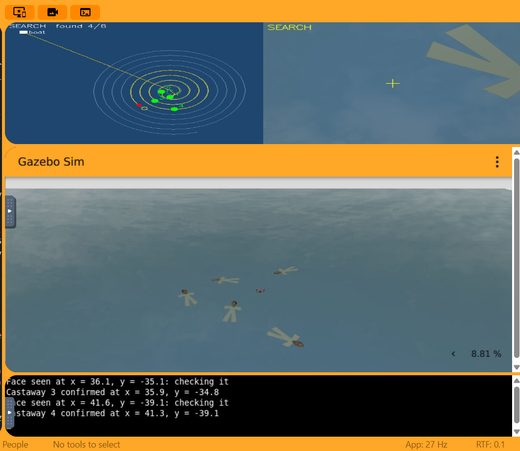 SEARCH found 4/6
boat
SEARCH
Gazebo Sim
8.81 %
Face seen at x = 36.1, y = -35.1: checking it
Castaway 3 confirmed at x = 35.9, y = -34.8
ace seen at x = 41.6, y = -39.1: checking it
staway 4 confirmed at x = 41.3, y = -39.1
People
No tools to select
App: 27 Hz
RTF: 0.1